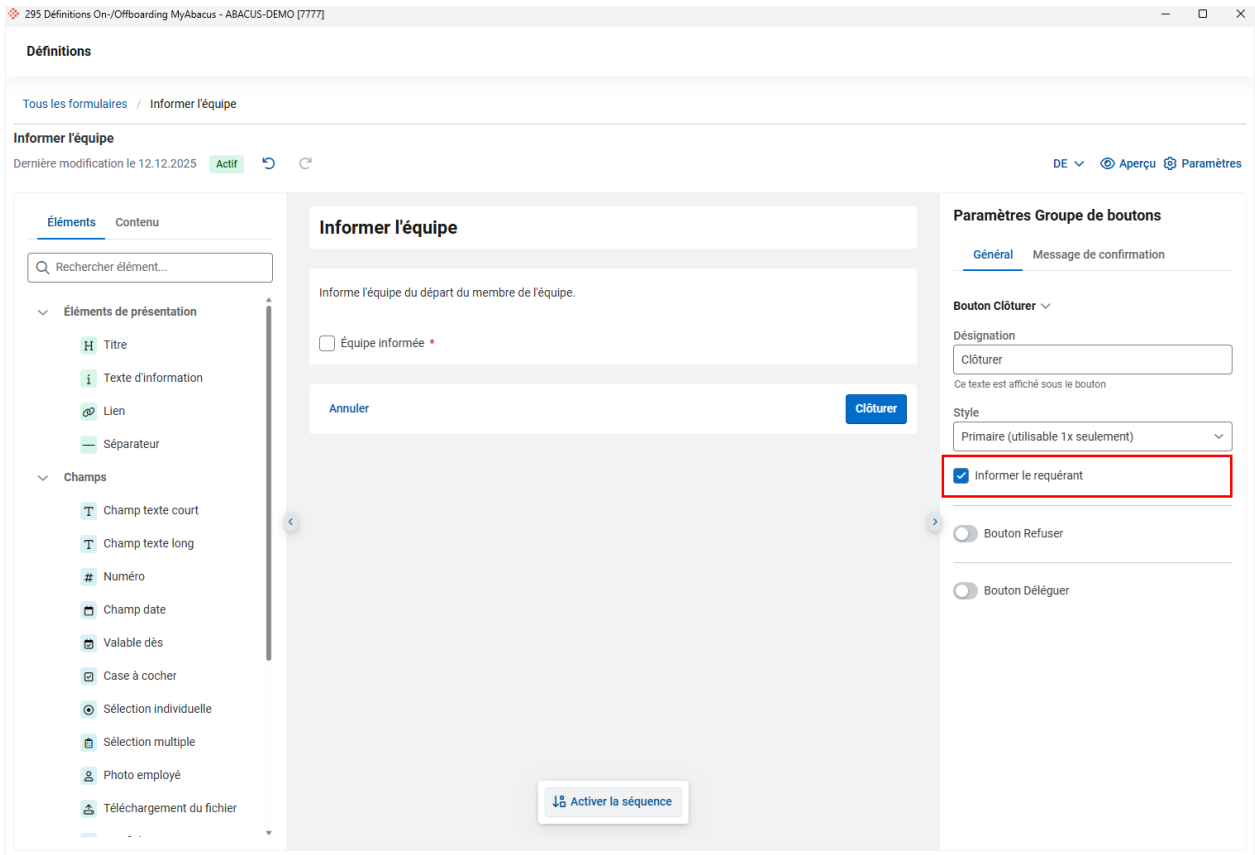 295 Définitions On-/Offboarding MyAbacus - ABACUS-DEMO [7777]
Définitions
Tous les formulaires / Informer l'équipe
Informer l'équipe
Dernière modification le 12.12.2025 Actif
DE Aperçu Paramètres
Éléments Contenu
Rechercher élément...
Éléments de présentation
H Titre
i Texte d'information
Lien
Séparateur
Champs
T Champ texte court
T Champ texte long
# Numéro
Champ date
Valable dès
Case à cocher
Sélection individuelle
Sélection multiple
Photo employé
Téléchargement du fichier
Informer l'équipe
Informe l'équipe du départ du membre de l'équipe.
Équipe informée *
Annuler Clôturer
Activer la séquence
Paramètres Groupe de boutons
Général Message de confirmation
Bouton Clôturer
Désignation
Clôturer
Ce texte est affiché sous le bouton
Style
Primaire (utilisable 1x seulement)
Informer le requérant
Bouton Refuser
Bouton Déléguer